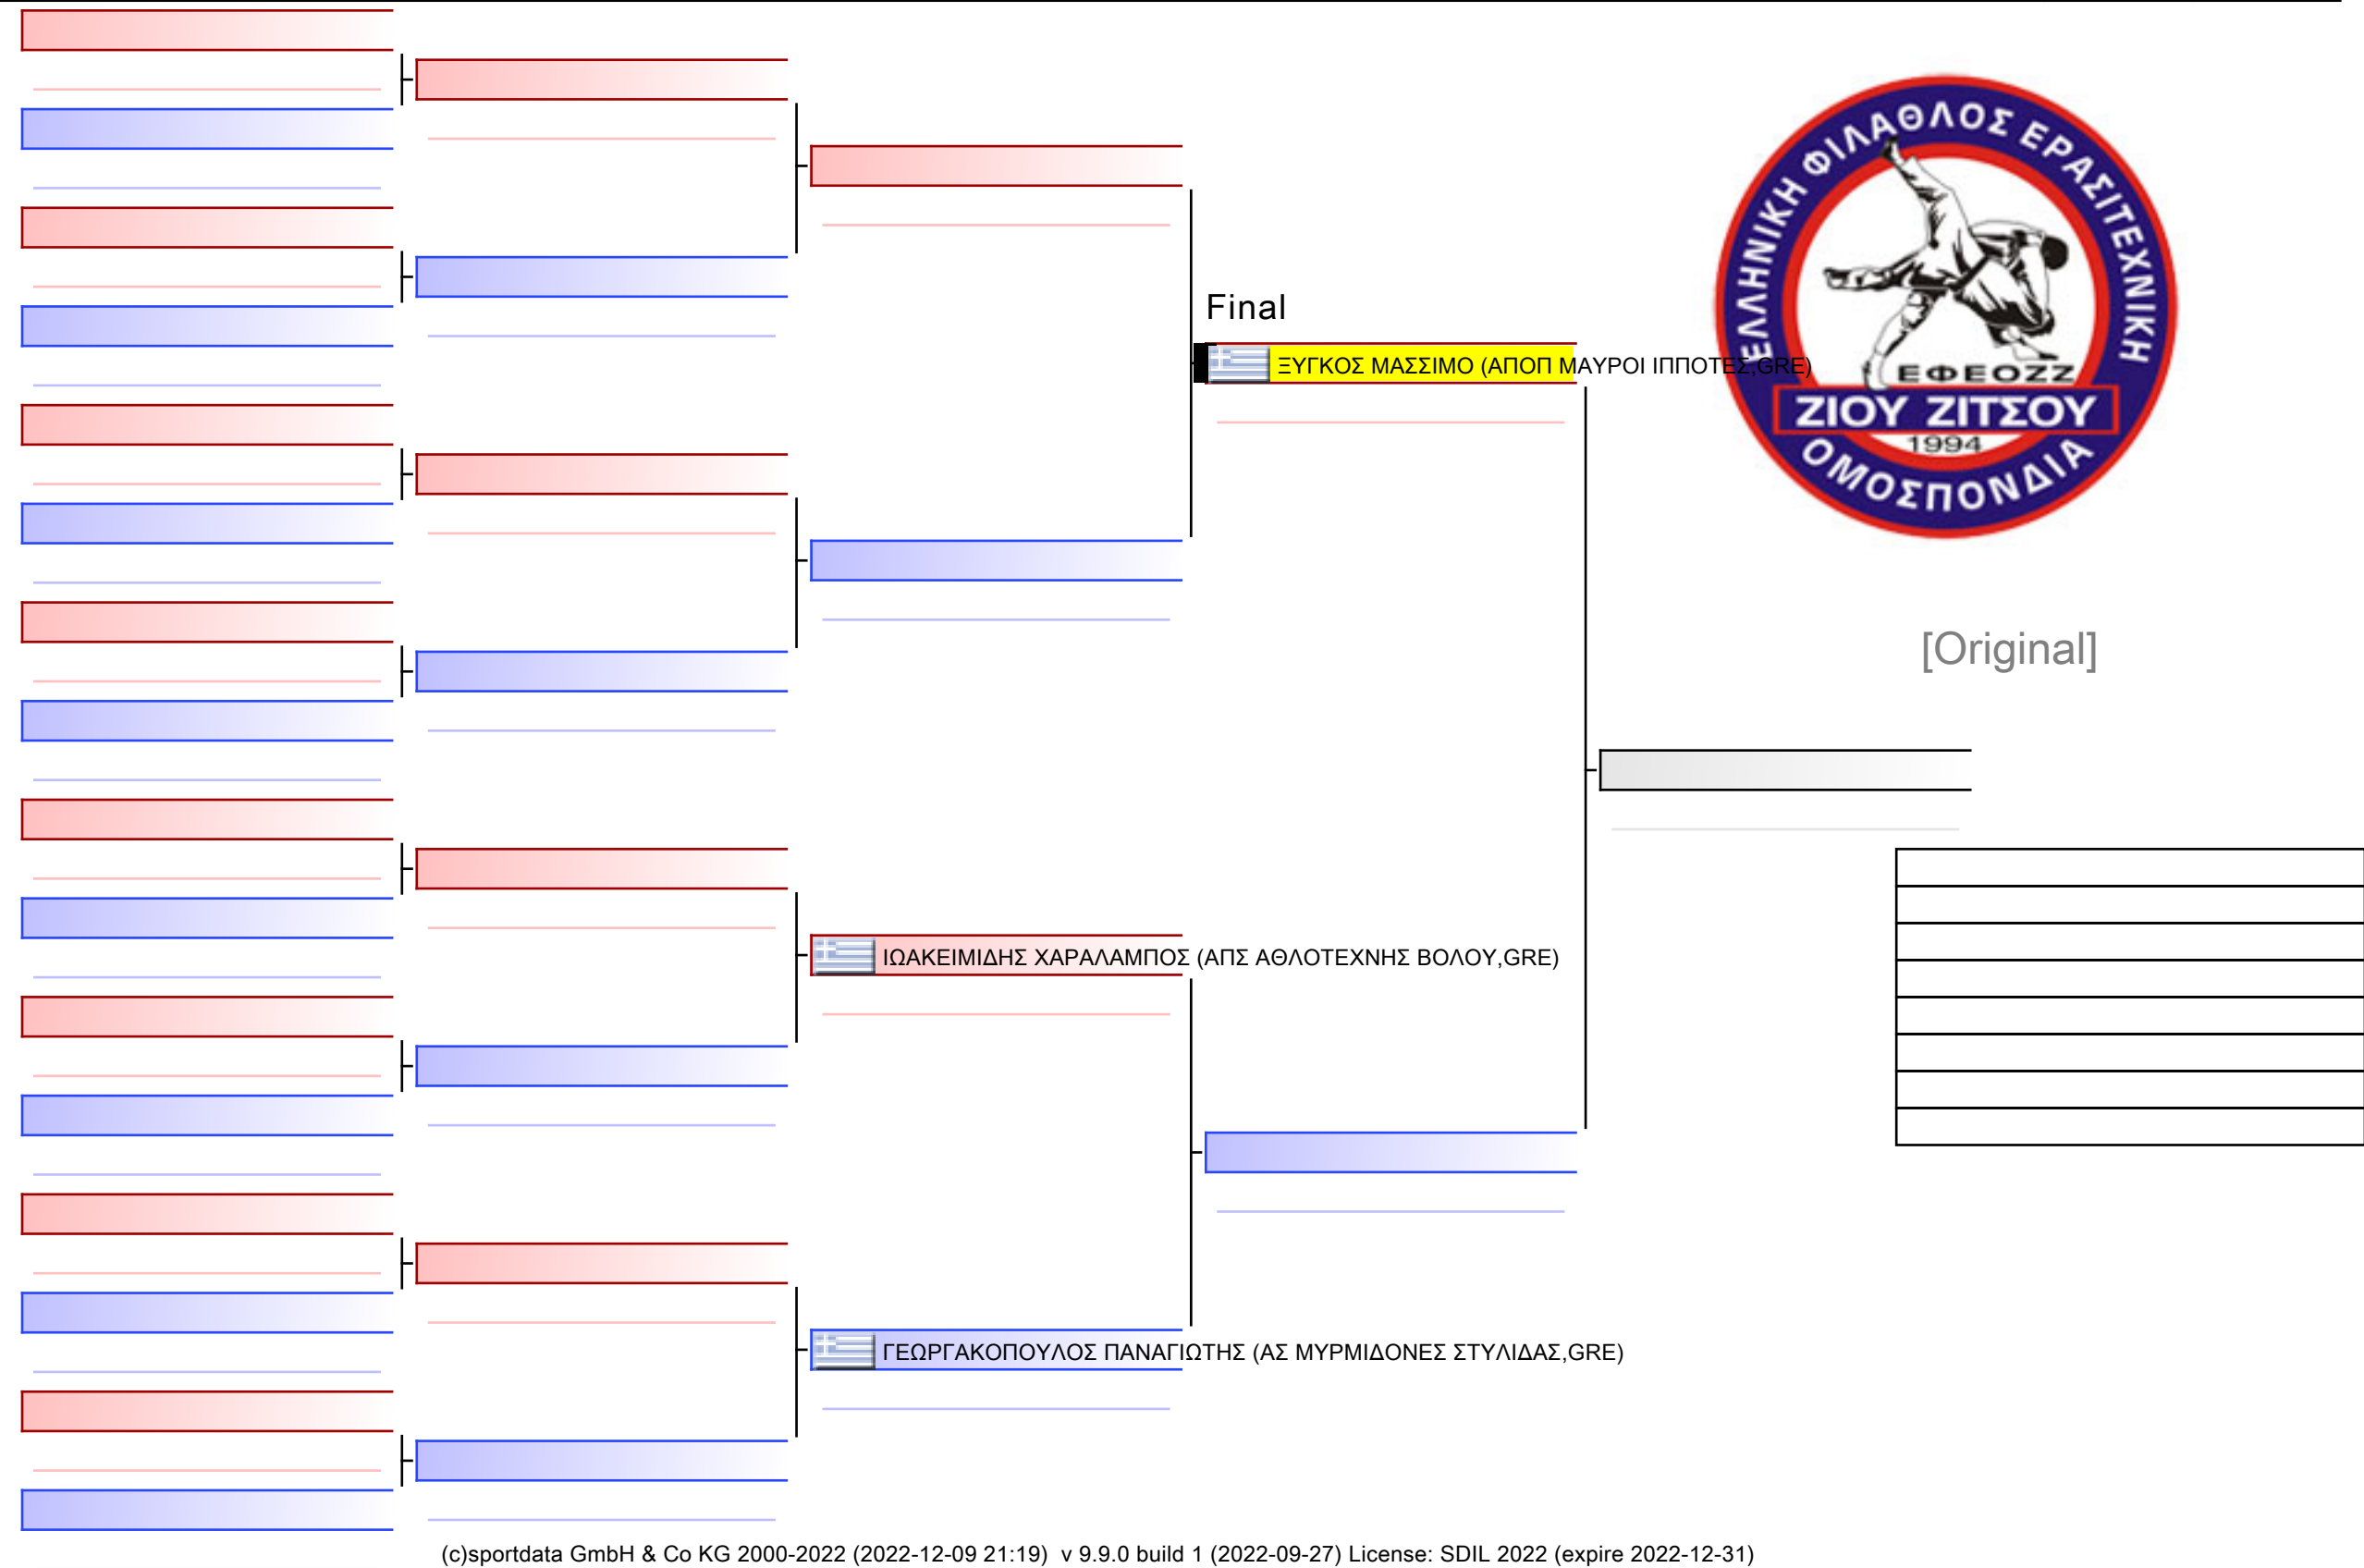 ΕΛΛΗΝΙΚΗ ΦΙΛΑΘΛΟΣ ΕΡΑΣΙΤΕΧΝΙΚΗ
Final
ΞΥΓΚΟΣ ΜΑΣΣΙΜΟ (ΑΠΟΠ ΜΑΥΡΟΙ ΙΠΠΟΤΕΣ,GRE)
ΕΦΕΟΖΖ
ΖΙΟΥ ΖΙΤΣΟΥ
1994
ΟΜΟΣΠΟΝΔΙΑ
[Original]
ΙΩΑΚΕΙΜΙΔΗΣ ΧΑΡΑΛΑΜΠΟΣ (ΑΠΣ ΑΘΛΟΤΕΧΝΗΣ ΒΟΛΟΥ,GRE)
ΓΕΩΡΓΑΚΟΠΟΥΛΟΣ ΠΑΝΑΓΙΩΤΗΣ (ΑΣ ΜΥΡΜΙΔΟΝΕΣ ΣΤΥΛΙΔΑΣ,GRE)
(c)sportdata GmbH & Co KG 2000-2022 (2022-12-09 21:19) v 9.9.0 build 1 (2022-09-27) License: SDIL 2022 (expire 2022-12-31)